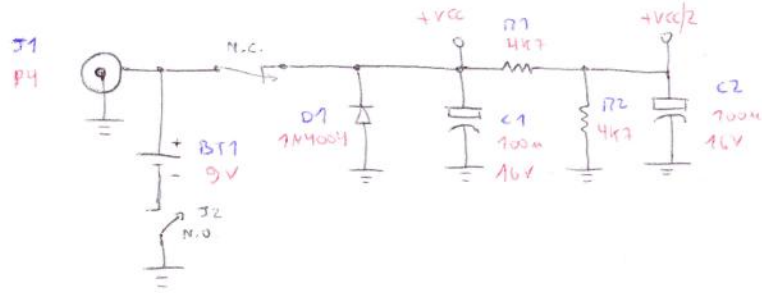 J1
P4
N.C.
BT1
9V
+
-
J2
N.O
D1
1N4004
+VCC
C1
100u
16V
R1
4K7
R2
4K7
+VCC/2
C2
100u
16V